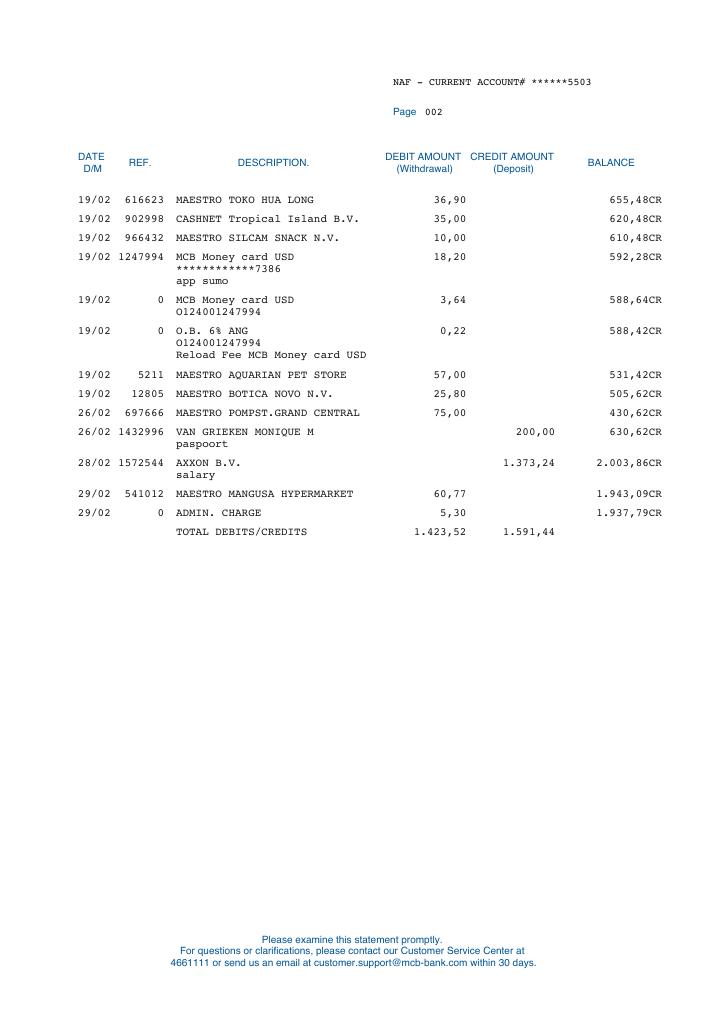 NAF - CURRENT ACCOUNT# ******5503
Page 002
DATE D/M REF. DESCRIPTION. DEBIT AMOUNT (Withdrawal) CREDIT AMOUNT (Deposit) BALANCE
19/02 616623 MAESTRO TOKO HUA LONG 36,90 655,48CR
19/02 902998 CASHNET Tropical Island B.V. 35,00 620,48CR
19/02 966432 MAESTRO SILCAM SNACK N.V. 10,00 610,48CR
19/02 1247994 MCB Money card USD 18,20 592,28CR
************7386
app sumo
19/02 0 MCB Money card USD 3,64 588,64CR
O124001247994
19/02 0 O.B. 6% ANG 0,22 588,42CR
O124001247994
Reload Fee MCB Money card USD
19/02 5211 MAESTRO AQUARIAN PET STORE 57,00 531,42CR
19/02 12805 MAESTRO BOTICA NOVO N.V. 25,80 505,62CR
26/02 697666 MAESTRO POMPST.GRAND CENTRAL 75,00 430,62CR
26/02 1432996 VAN GRIEKEN MONIQUE M 200,00 630,62CR
paspoort
28/02 1572544 AXXON B.V. 1.373,24 2.003,86CR
salary
29/02 541012 MAESTRO MANGUSA HYPERMARKET 60,77 1.943,09CR
29/02 0 ADMIN. CHARGE 5,30 1.937,79CR
TOTAL DEBITS/CREDITS 1.423,52 1.591,44
Please examine this statement promptly.
For questions or clarifications, please contact our Customer Service Center at
4661111 or send us an email at customer.support@mcb-bank.com within 30 days.